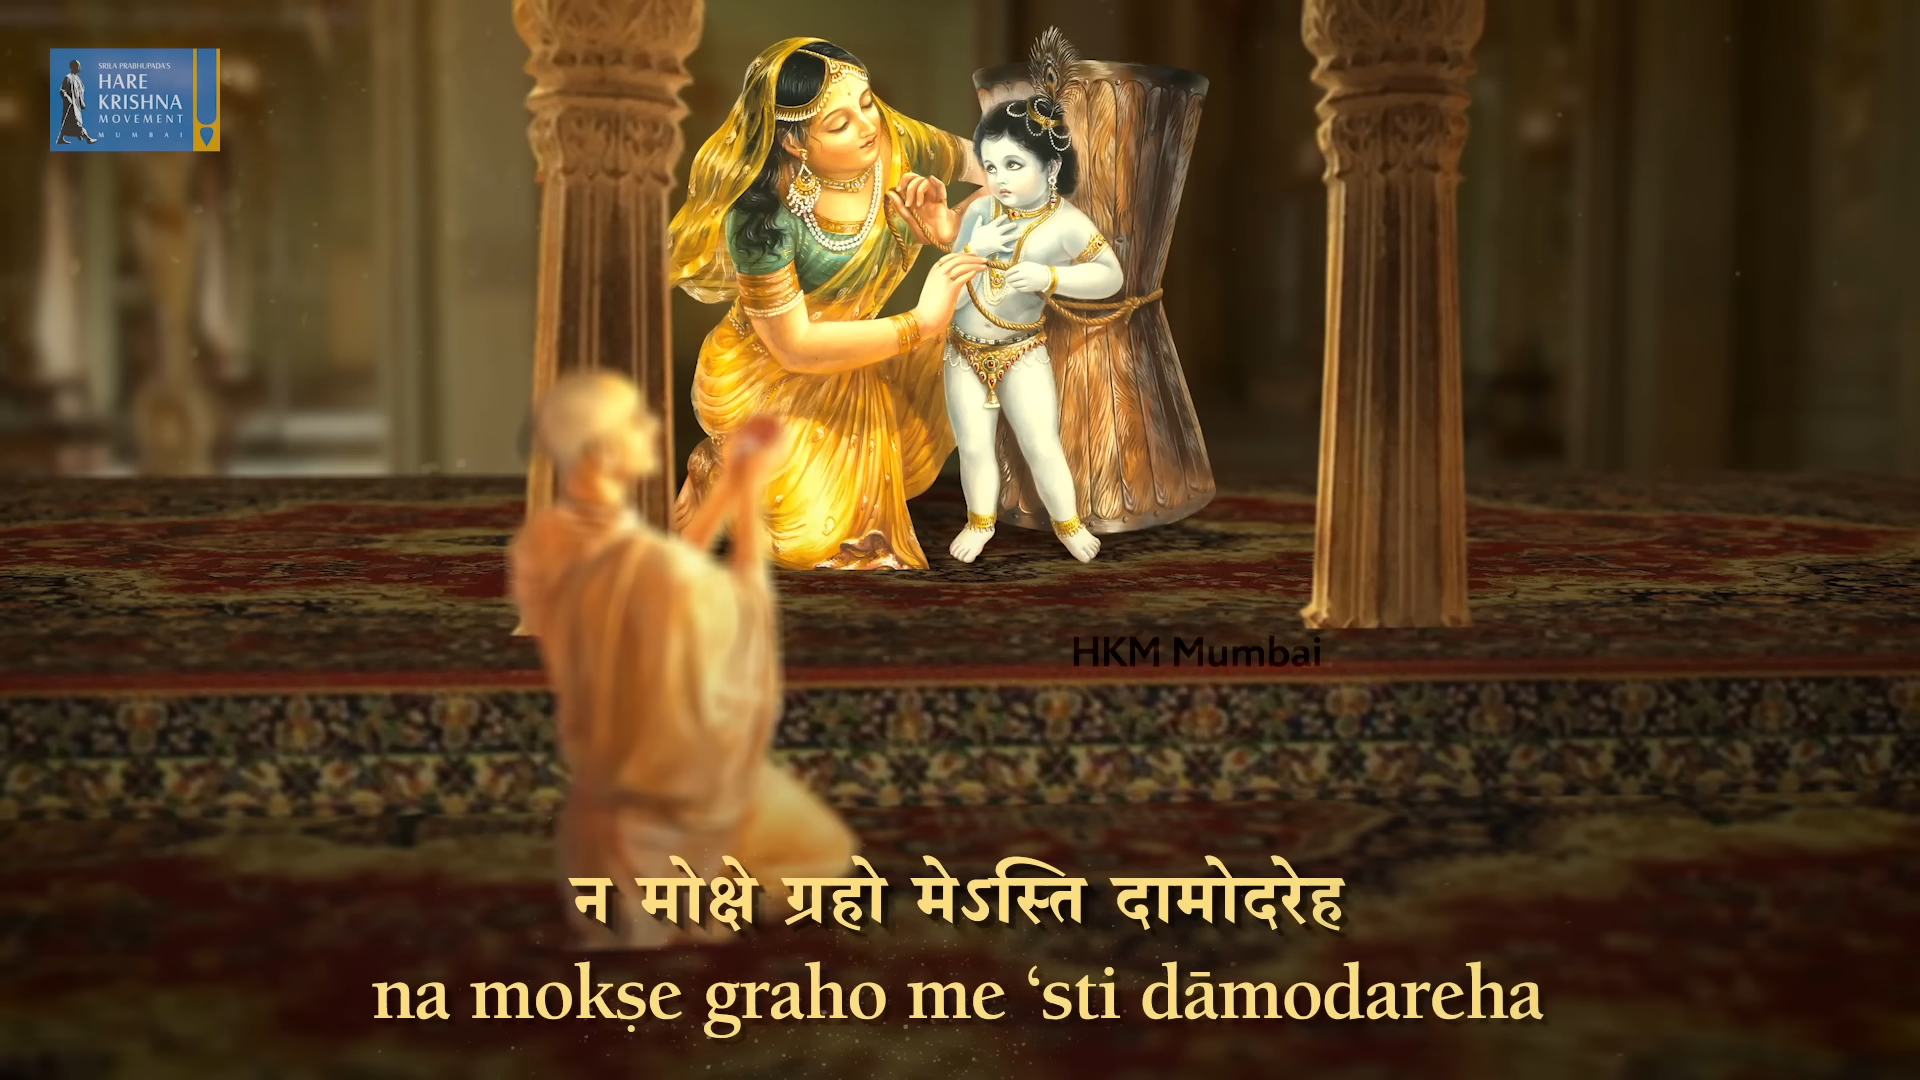 SRILA PRABHUPADA'S
HARE
KRISHNA
MOVEMENT
MUMBAI
HKM Mumbai
न मोक्षे ग्रहो मेऽस्ति दामोदरेह
na mokṣe graho me ‘sti dāmodareha